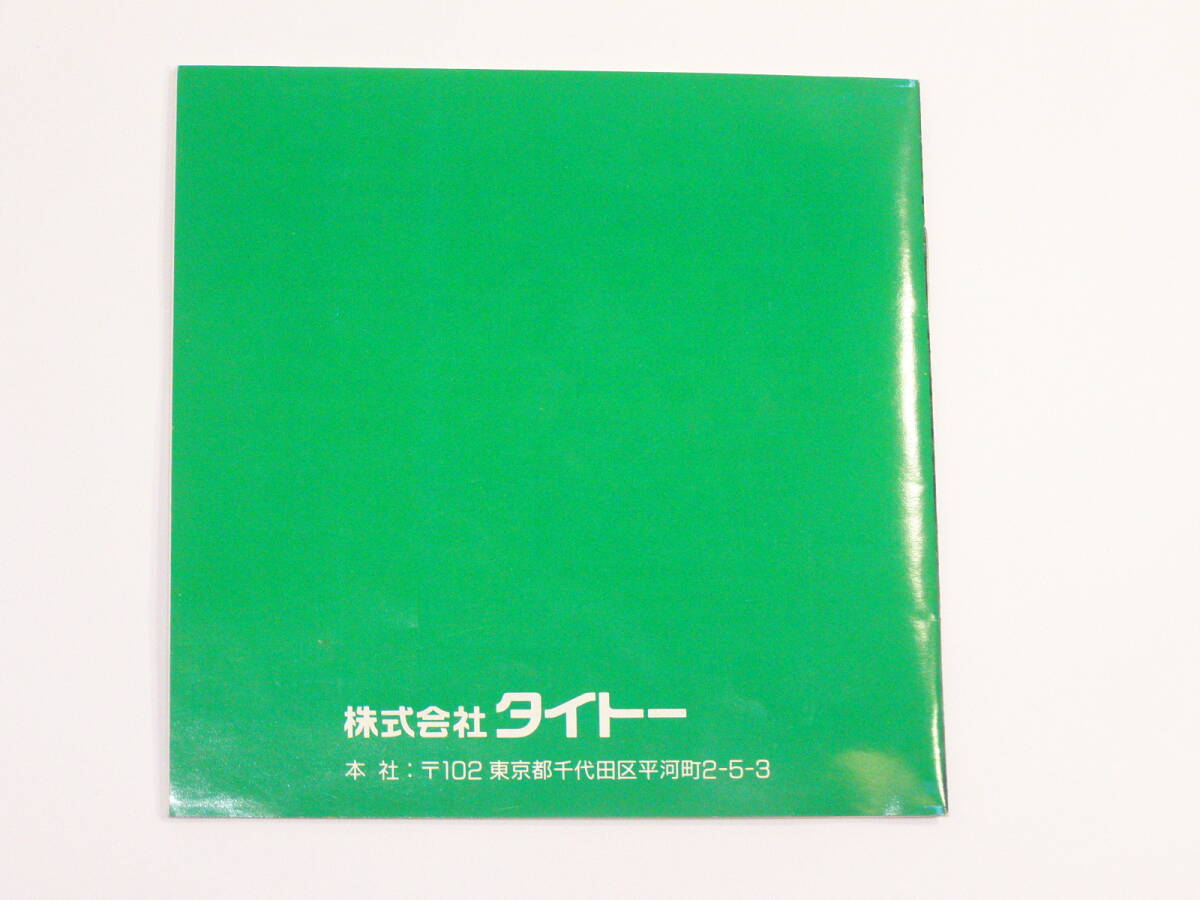 株式会社 タイトー
本 社：〒102 東京都千代田区平河町2-5-3